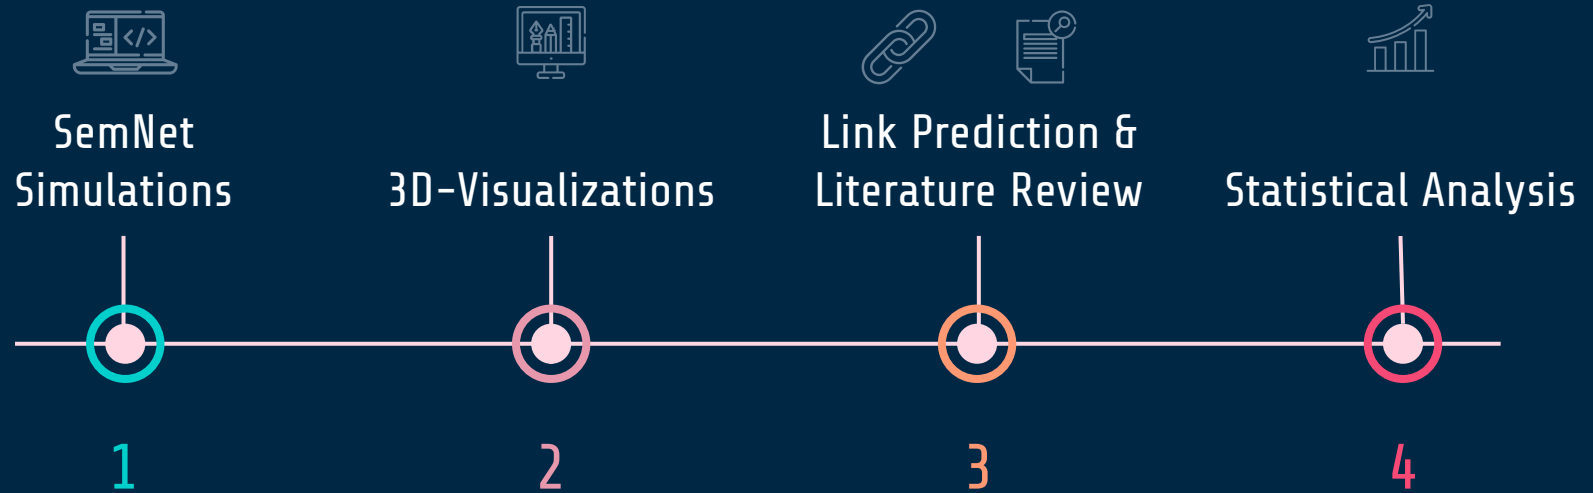 SemNet
Simulations
3D-Visualizations
Link Prediction &
Literature Review
Statistical Analysis
1
2
3
4